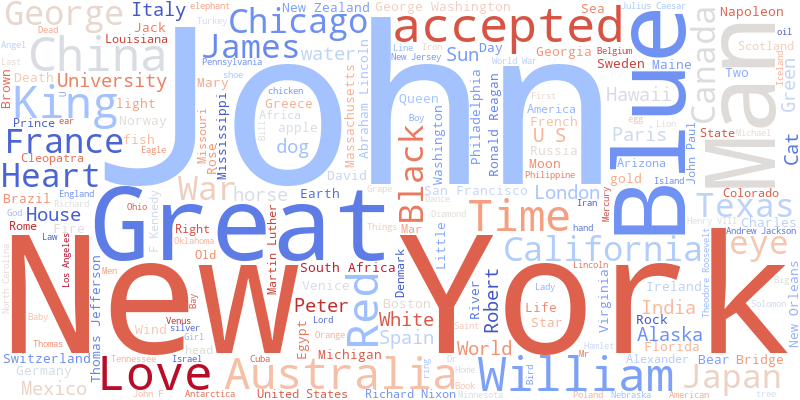 George
Italy
elephant
New Zealand
George Washington
Sea
Julius Caesar
Napoleon
Dead
Jack
Turkey
Chicago
accepted
Blue
Man
Canada
Louisiana
Angel
James
water
Line
Iron
Sun
Day
Georgia
Belgium
oil
Scotland
Last
China
Pennsylvania
New Jersey
World War
Sweden
Maine
Iceland
Death
University
Mary
shoe
Massachusetts
Abraham Lincoln
Philadelphia
Ronald Reagan
Two
Green
Brown
King
light
Missouri
Rose
Mississippi
chicken
Greece
Africa
apple
Bill
dog
Queen
Washington
Boy
America
First
French
U S
Russia
Moon
Philippine
Hawaii
egg
Lion
Paris
State
Michael
Prince
ear
Norway
fish
Eagle
France
Cleopatra
John
David
Arizona
John Paul
Cat
Heart
England
Richard
Brazil
God
House
Rome
Law
Fire
Ohio
F Kennedy
War
horse
Earth
Grape
Black
San Francisco
Dance
Diamond
London
gold
Iran
Island
Mercury
Texas
Colorado
Henry VIII
Charles
Andrew Jackson
Great
Right
Oklahoma
Old
Things
Mar
Little
Time
hand
California
eye
Theodore Roosevelt
New York
Los Angeles
North Carolina
Men
Martin Luther
South Africa
Venice
Denmark
Lincoln
Lady
Ireland
Big
Solomon
New Orleans
Baby
Thomas
Thomas Jefferson
Venus
Bay
silver
Girl
Wind
Peter
Lord
Orange
Egypt
Red
Boston
White
River
Saint
Robert
Life
Star
Virginia
India
Rock
Alaska
Florida
Hamlet
Switzerland
Germany
Mexico
Tennessee
Israel
head
Love
Cuba
Michigan
Spain
World
Dr
Home
ring
Book
Bird
Mr
Alexander
Bear
Bridge
Australia
William
Japan
John F
Antarctica
United States
Richard Nixon
Minnesota
Poland
Nebraska
American
tree